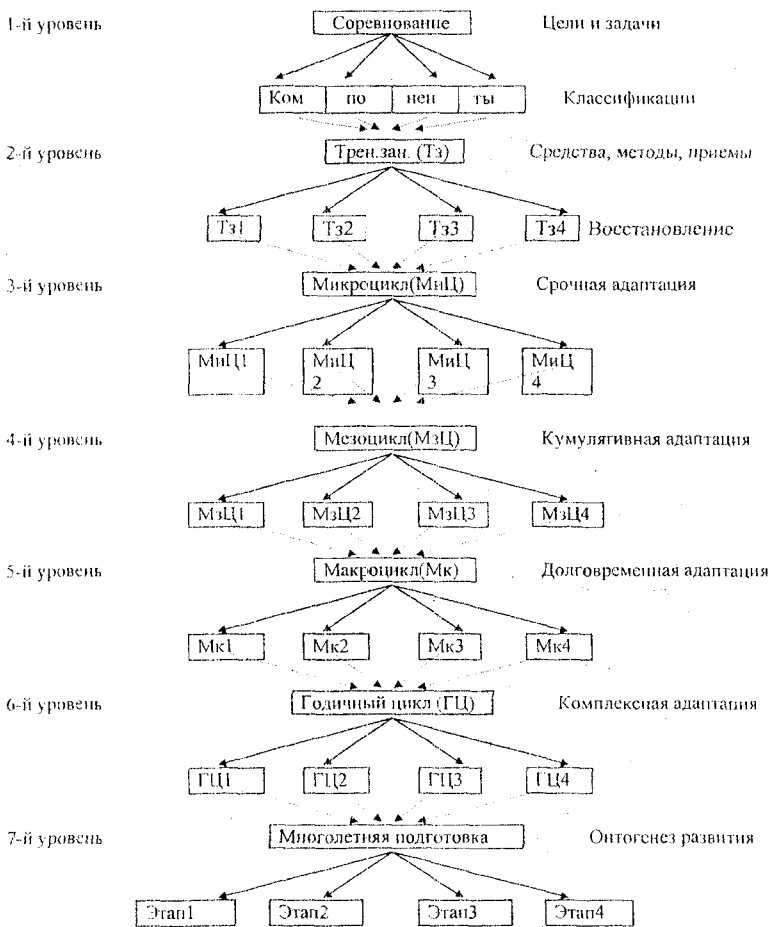 1-й уровень Соревнование Цели и задачи
Ком по нен ты Классификации
2-й уровень Трен.зан. (Тз) Средства, методы, приемы
Тз1 Тз2 Тз3 Тз4 Восстановление
3-й уровень Микроцикл(МиЦ) Срочная адаптация
МиЦ1 МиЦ МиЦ МиЦ
2 3 4
4-й уровень Мезоцикл(МзЦ) Кумулятивная адаптация
МзЦ1 МзЦ2 МзЦ3 МзЦ4
5-й уровень Макроцикл(Мк) Долговременная адаптация
Мк1 Мк2 Мк3 Мк4
6-й уровень Годичный цикл (ГЦ) Комплексная адаптация
ГЦ1 ГЦ2 ГЦ3 ГЦ4
7-й уровень Многолетняя подготовка Онтогенез развития
Этап1 Этап2 Этап3 Этап4